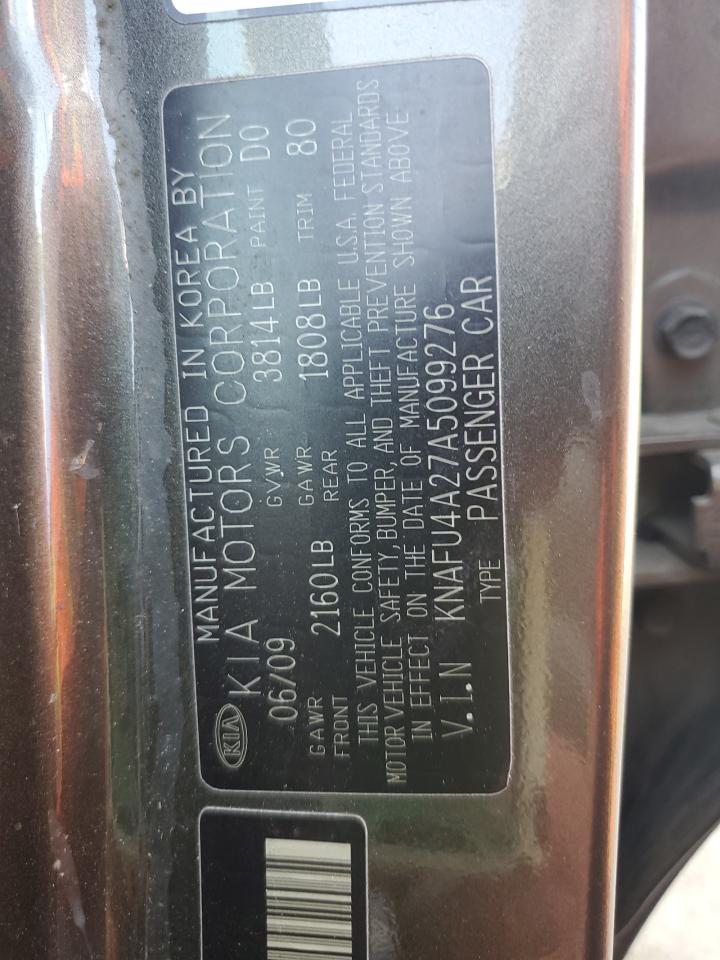 MANUFACTURED IN KOREA BY
KIA KIA MOTORS CORPORATION
06/09 GVWR 3814LB PAINT D0
GAWR FRONT 2160LB GAWR REAR 1808LB TRIM 80
THIS VEHICLE CONFORMS TO ALL APPLICABLE U.S.A. FEDERAL
MOTOR VEHICLE SAFETY, BUMPER, AND THEFT PREVENTION STANDARDS
IN EFFECT ON THE DATE OF MANUFACTURE SHOWN ABOVE
V.I.N KNAFU4A27A5099276
TYPE PASSENGER CAR